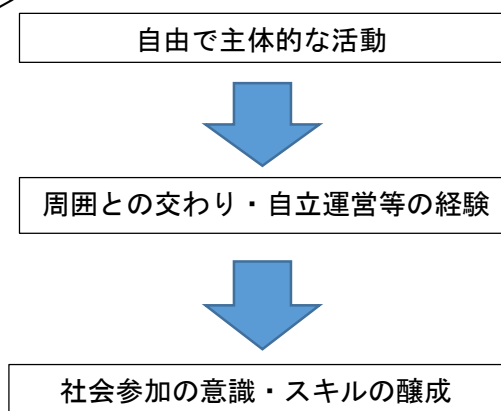 自由で主体的な活動
周囲との交わり・自立運営等の経験
社会参加の意識・スキルの醸成